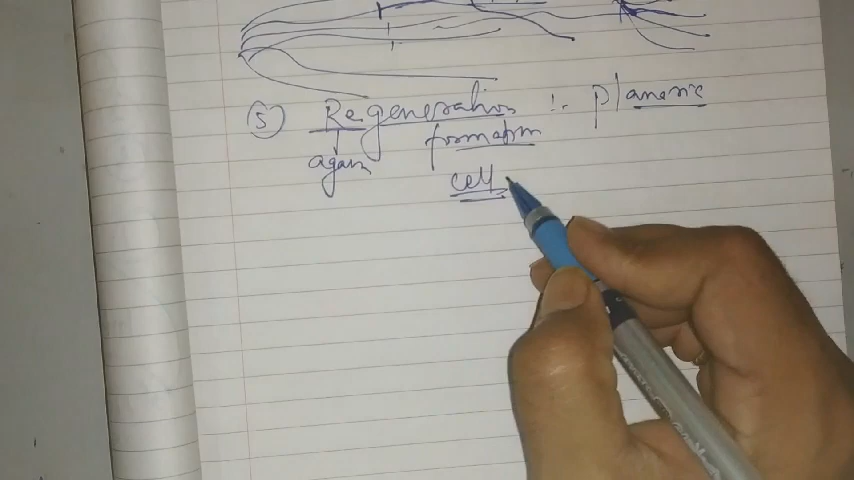 (5) Regeneration :- Planaria
again formation
cell